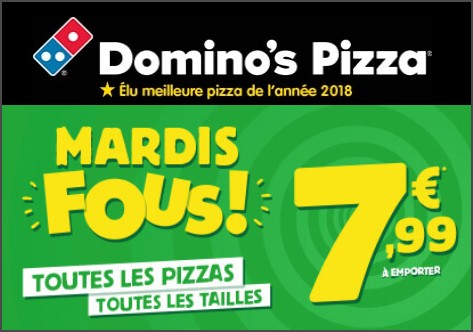 Domino's Pizza®
★ Élu meilleure pizza de l'année 2018
MARDIS
FOUS!
7€,99*
À EMPORTER
TOUTES LES PIZZAS
TOUTES LES TAILLES